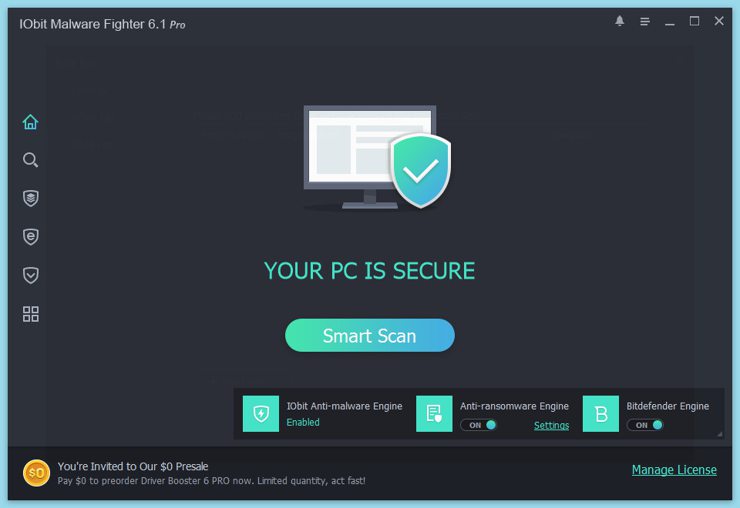 IObit Malware Fighter 6.1 Pro
YOUR PC IS SECURE
Smart Scan
IObit Anti-malware Engine
Enabled
Anti-ransomware Engine
ON
Settings
Bitdefender Engine
ON
$0
You're Invited to Our $0 Presale
Pay $0 to preorder Driver Booster 6 PRO now. Limited quantity, act fast!
Manage License